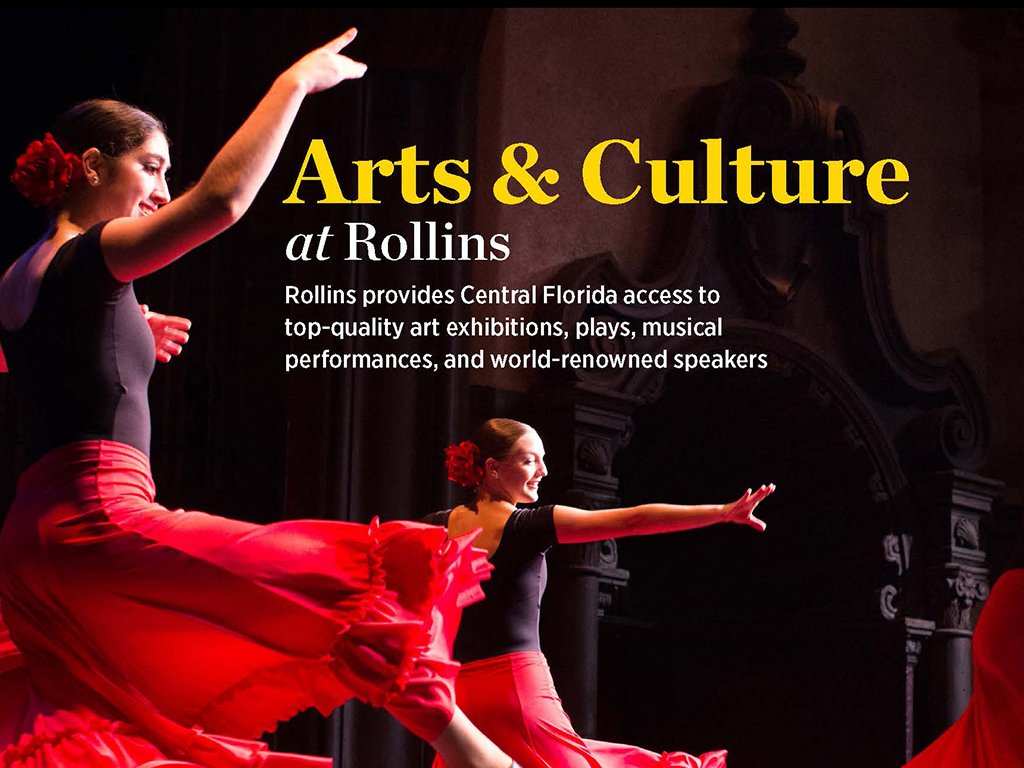 Arts & Culture
at Rollins
Rollins provides Central Florida access to
top-quality art exhibitions, plays, musical
performances, and world-renowned speakers